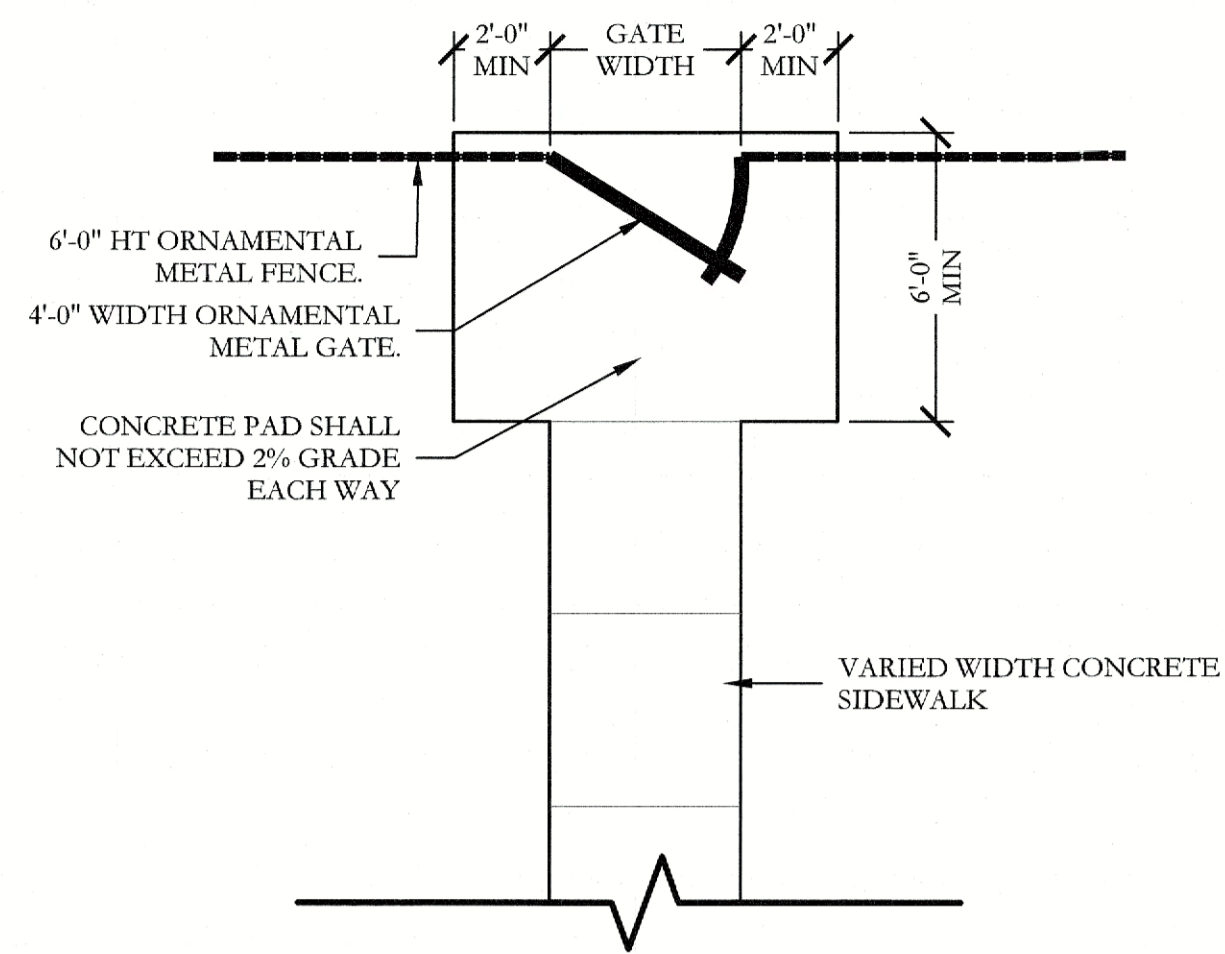 2'-0"
MIN
GATE
WIDTH
2'-0"
MIN
6'-0" HT ORNAMENTAL
METAL FENCE.
4'-0" WIDTH ORNAMENTAL
METAL GATE.
CONCRETE PAD SHALL
NOT EXCEED 2% GRADE
EACH WAY
6'-0"
MIN
VARIED WIDTH CONCRETE
SIDEWALK